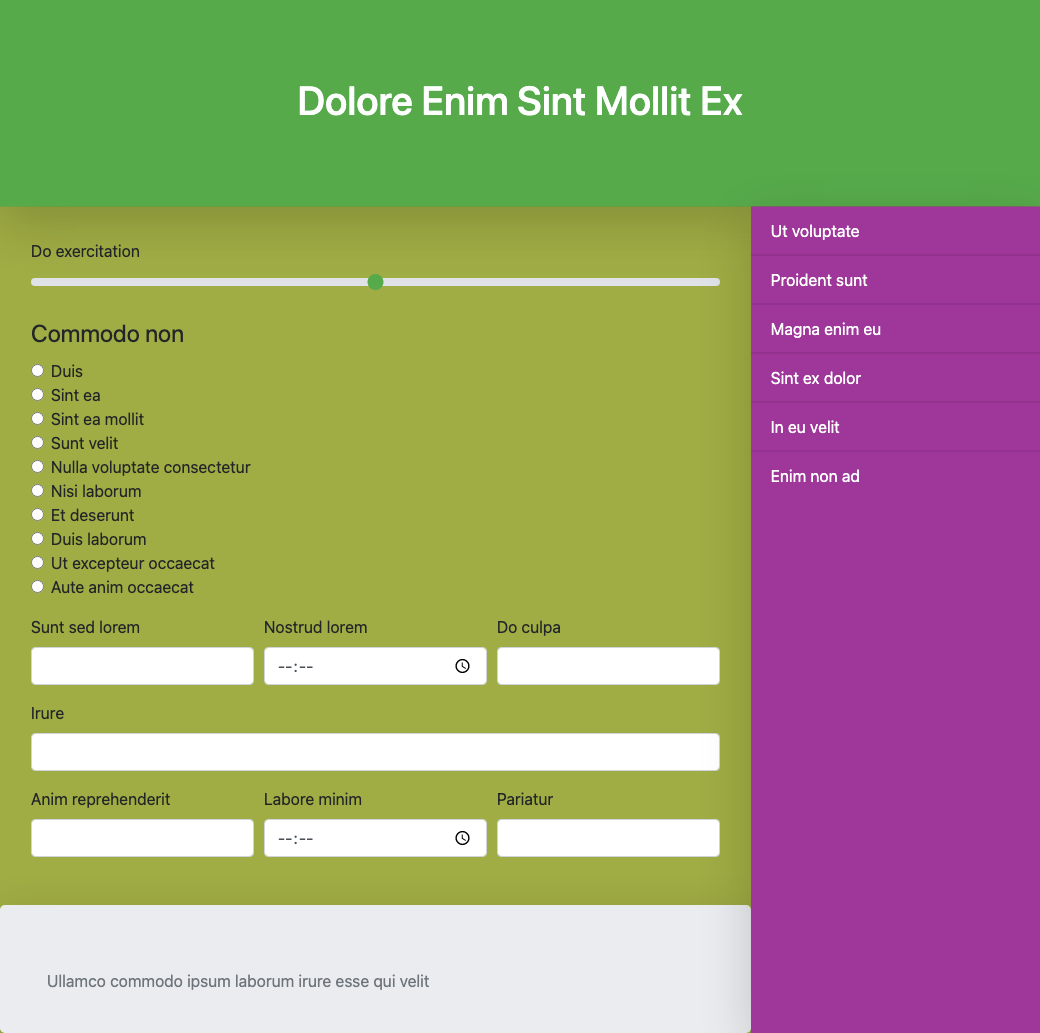 Dolore Enim Sint Mollit Ex
Do exercitation
Commodo non
Duis
Sint ea
Sint ea mollit
Sunt velit
Nulla voluptate consectetur
Nisi laborum
Et deserunt
Duis laborum
Ut excepteur occaecat
Aute anim occaecat
Sunt sed lorem
Nostrud lorem
Do culpa
--:--
Irure
Anim reprehenderit
Labore minim
Pariatur
--:--
Ullamco commodo ipsum laborum irure esse qui velit
Ut voluptate
Proident sunt
Magna enim eu
Sint ex dolor
In eu velit
Enim non ad